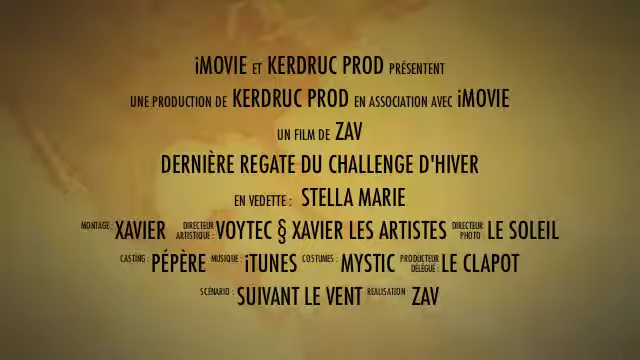 iMOVIE ET KERDRUC PROD PRÉSENTENT
UNE PRODUCTION DE KERDRUC PROD EN ASSOCIATION AVEC iMOVIE
UN FILM DE ZAV
DERNIÈRE REGATE DU CHALLENGE D'HIVER
EN VEDETTE : STELLA MARIE
MONTAGE : XAVIER DIRECTEUR ARTISTIQUE : VOYTEC § XAVIER LES ARTISTES DIRECTEUR PHOTO : LE SOLEIL
CASTING : PÉPÈRE MUSIQUE : iTUNES COSTUMES : MYSTIC PRODUCTEUR DÉLÉGUÉ : LE CLAPOT
SCÉNARIO : SUIVANT LE VENT REALISATION : ZAV